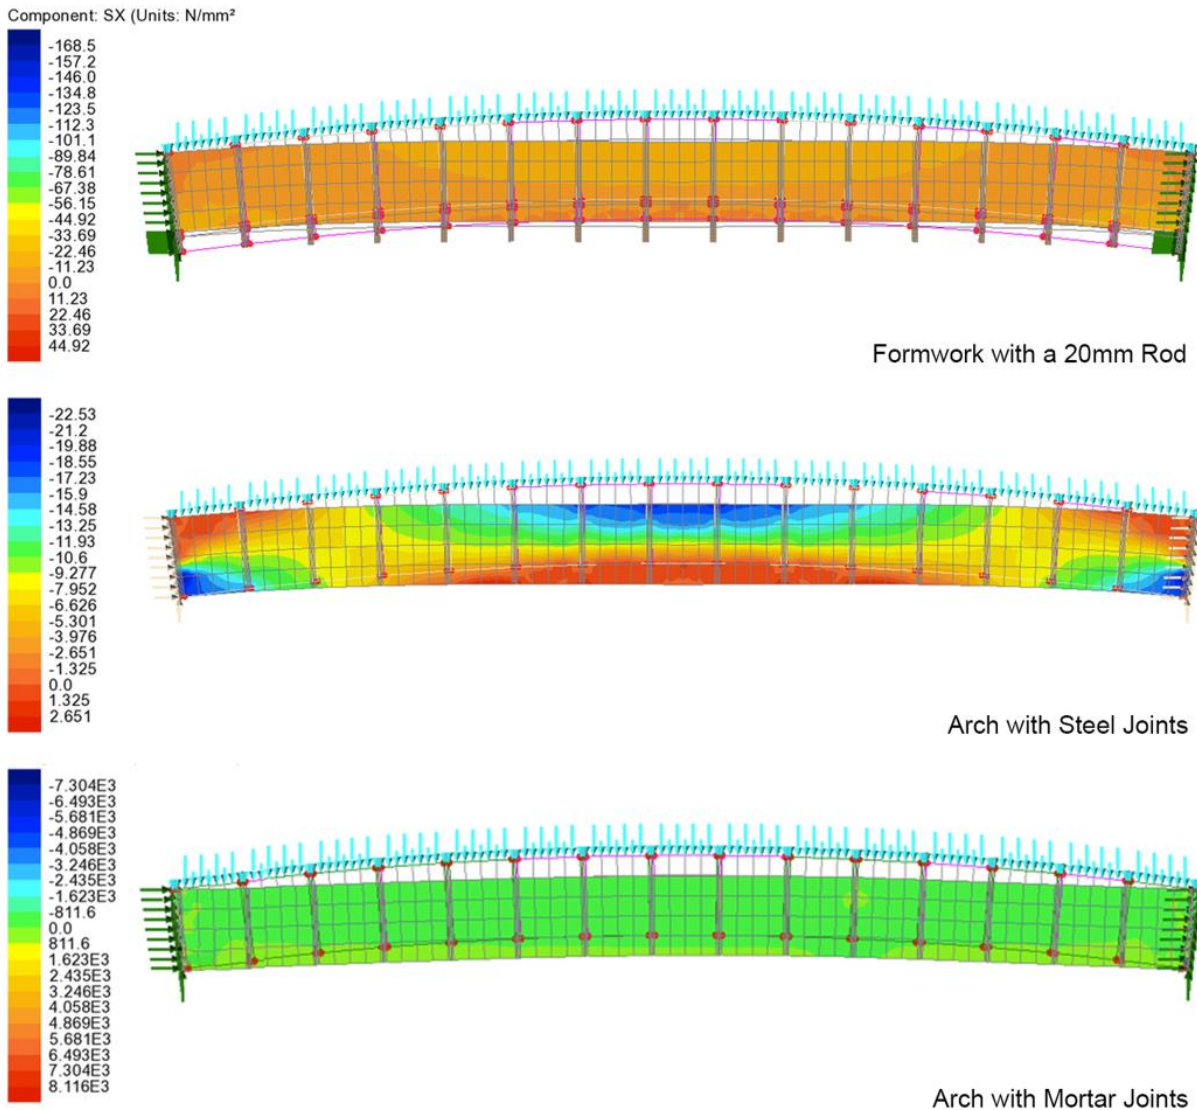 Component: SX (Units: N/mm²
-168.5
-157.2
-146.0
-134.8
-123.5
-112.3
-101.1
-89.84
-78.61
-67.38
-56.15
-44.92
-33.69
-22.46
-11.23
0.0
11.23
22.46
33.69
44.92
Formwork with a 20mm Rod
-22.53
-21.2
-19.88
-18.55
-17.23
-15.9
-14.58
-13.25
-11.93
-10.6
-9.277
-7.952
-6.626
-5.301
-3.976
-2.651
-1.325
0.0
1.325
2.651
Arch with Steel Joints
-7.304E3
-6.493E3
-5.681E3
-4.869E3
-4.058E3
-3.246E3
-2.435E3
-1.623E3
-811.6
0.0
811.6
1.623E3
2.435E3
3.246E3
4.058E3
4.869E3
5.681E3
6.493E3
7.304E3
8.116E3
Arch with Mortar Joints